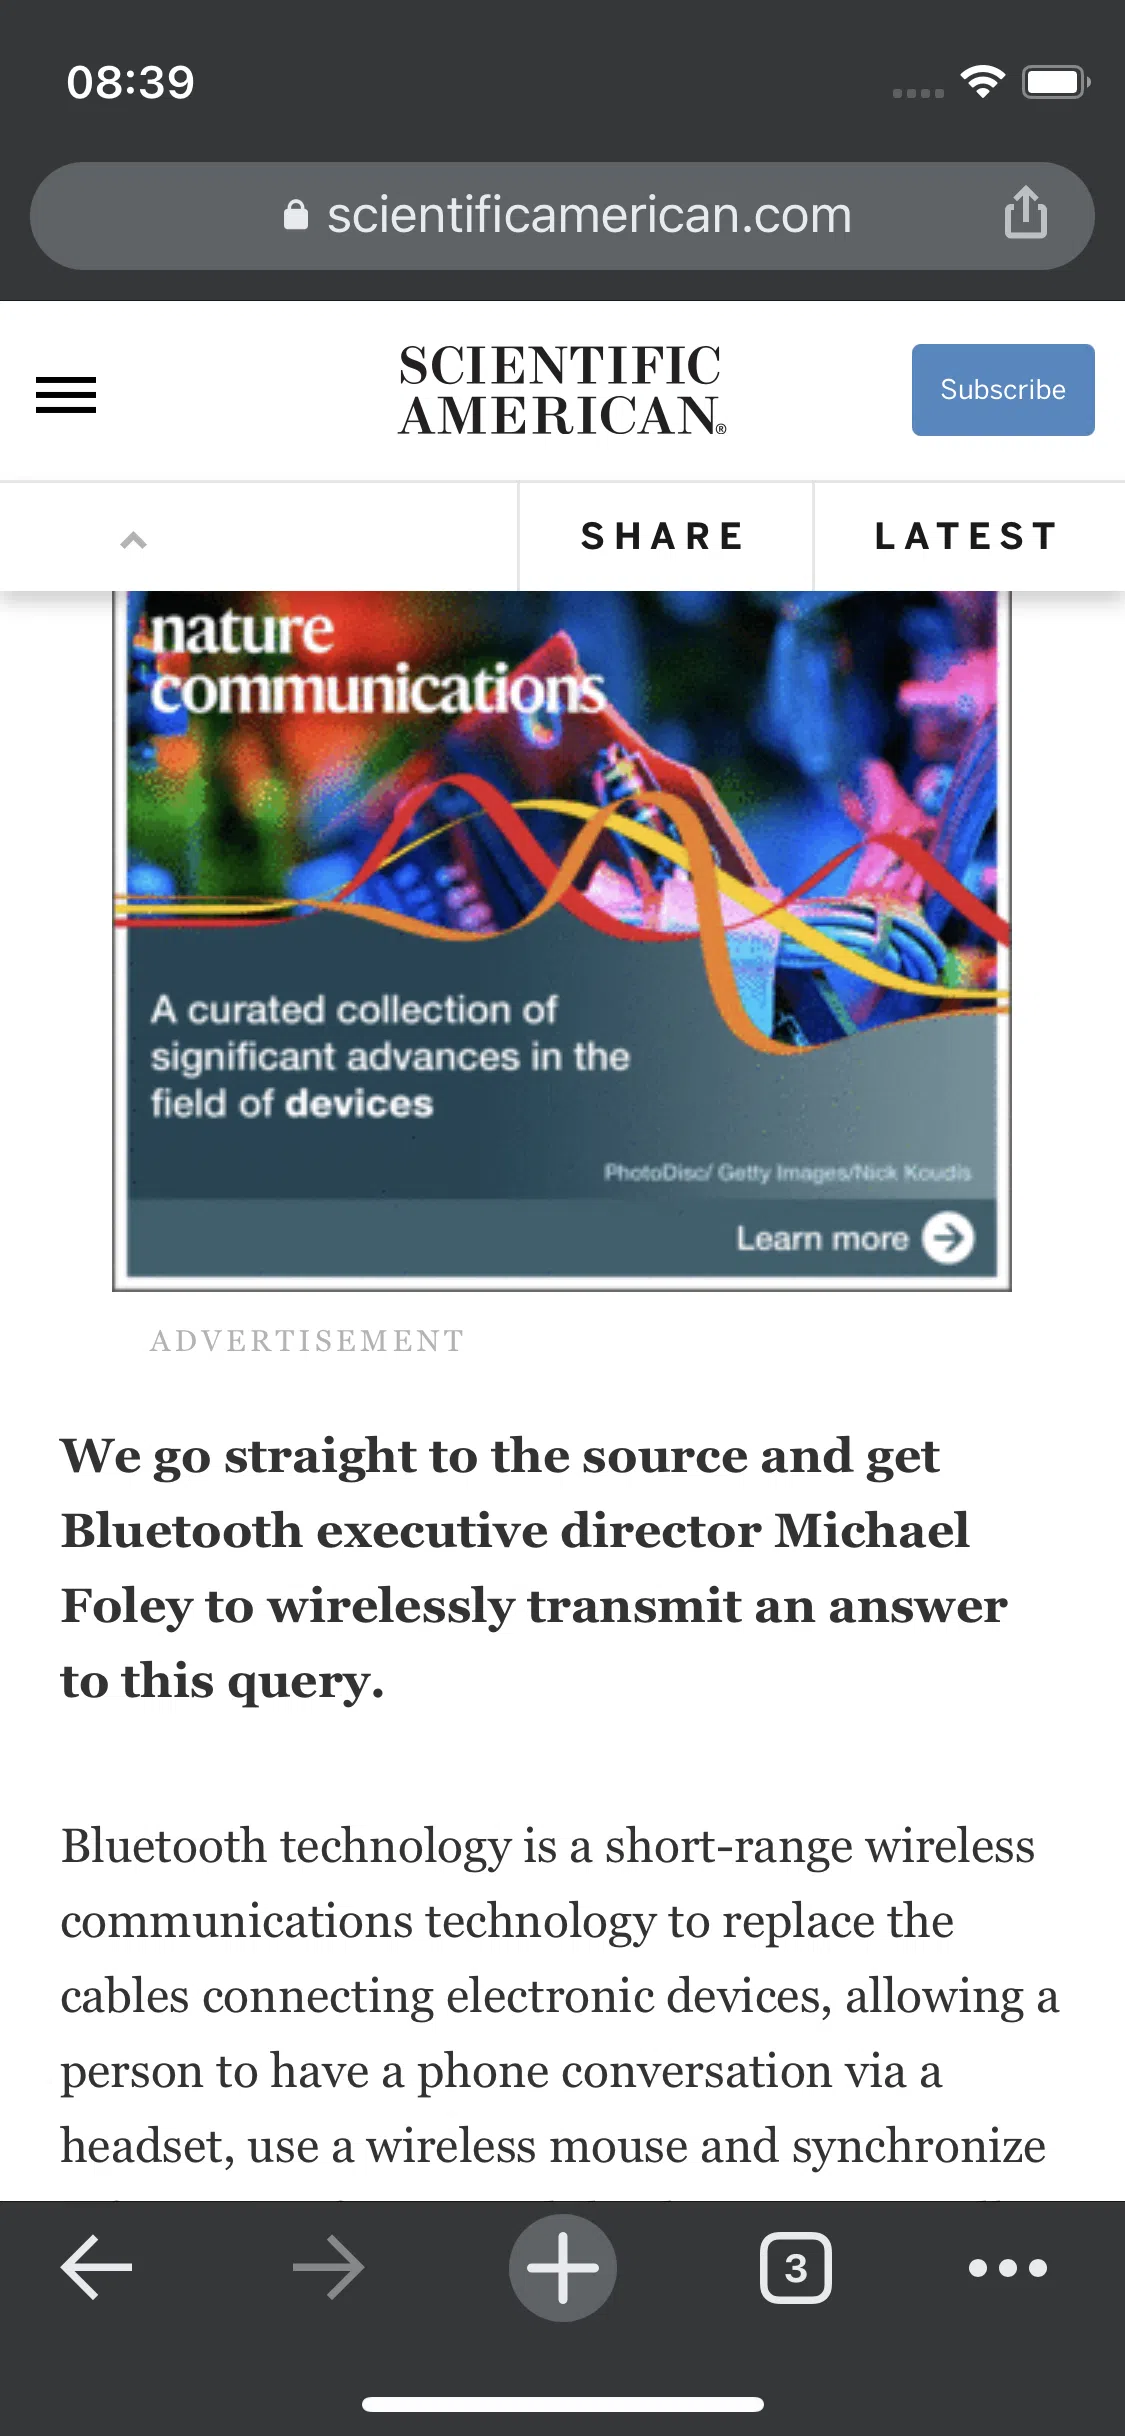 08:39
scientificamerican.com
SCIENTIFIC
AMERICAN®
Subscribe
SHARE
LATEST
nature
communications
A curated collection of
significant advances in the
field of devices
PhotoDisc/ Getty Images/Nick Koudis
Learn more
ADVERTISEMENT
We go straight to the source and get
Bluetooth executive director Michael
Foley to wirelessly transmit an answer
to this query.
Bluetooth technology is a short-range wireless
communications technology to replace the
cables connecting electronic devices, allowing a
person to have a phone conversation via a
headset, use a wireless mouse and synchronize
3